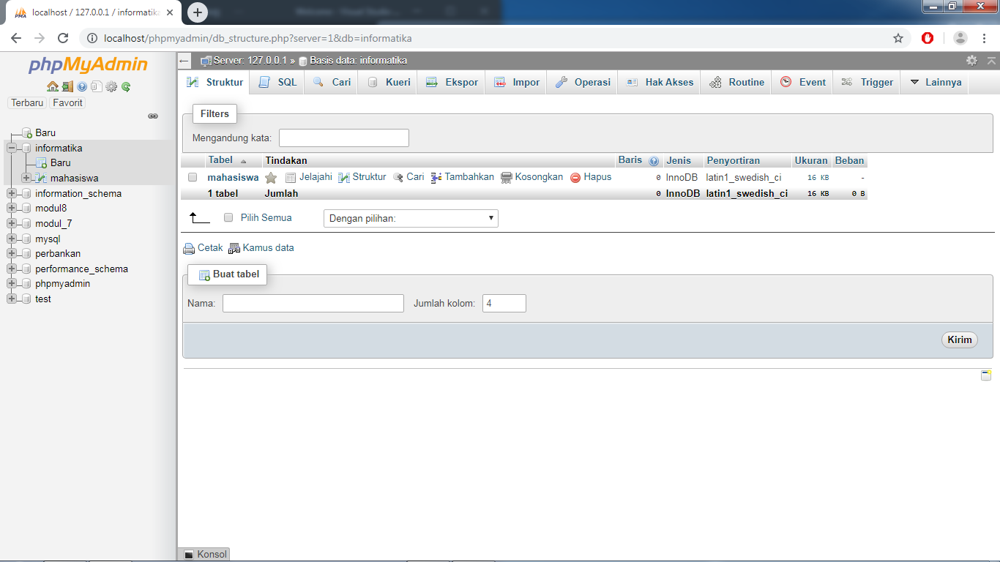 localhost / 127.0.0.1 / informatika
localhost/phpmyadmin/db_structure.php?server=1&db=informatika
phpMyAdmin
Terbaru Favorit
Baru
informatika
Baru
mahasiswa
information_schema
modul8
modul_7
mysql
perbankan
performance_schema
phpmyadmin
test
Server: 127.0.0.1 » Basis data: informatika
Struktur SQL Cari Kueri Ekspor Impor Operasi Hak Akses Routine Event Trigger Lainnya
Filters
Mengandung kata:
Tabel Tindakan Baris Jenis Penyortiran Ukuran Beban
mahasiswa Jelajahi Struktur Cari Tambahkan Kosongkan Hapus 0 InnoDB latin1_swedish_ci 16 KB -
1 tabel Jumlah 0 InnoDB latin1_swedish_ci 16 KB 0 B
Pilih Semua Dengan pilihan:
Cetak Kamus data
Buat tabel
Nama: Jumlah kolom: 4
Kirim
Konsol